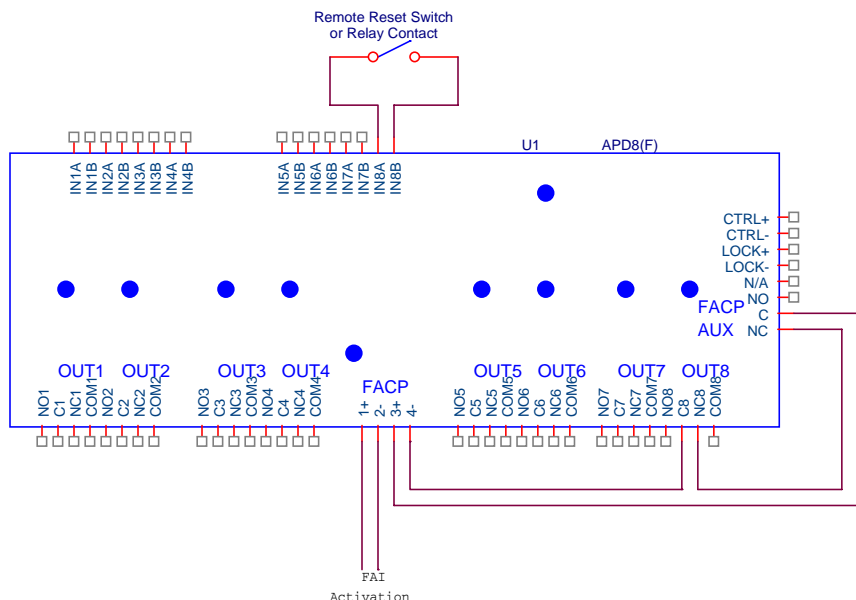 Remote Reset Switch
or Relay Contact
U1
APD8(F)
IN1A
IN1B
IN2A
IN2B
IN3A
IN3B
IN4A
IN4B
IN5A
IN5B
IN6A
IN6B
IN7A
IN7B
IN8A
IN8B
CTRL+
CTRL-
LOCK+
LOCK-
N/A
NO
FACP
C
AUX
NC
OUT1
OUT2
OUT3
OUT4
FACP
OUT5
OUT6
OUT7
OUT8
NO1
C1
NC1
COM1
NO2
C2
NC2
COM2
NO3
C3
NC3
COM3
NO4
C4
NC4
COM4
1+
2-
3+
4-
NO5
C5
NC5
COM5
NO6
C6
NC6
COM6
NO7
C7
NC7
COM7
NO8
C8
NC8
COM8
FAI
Activation